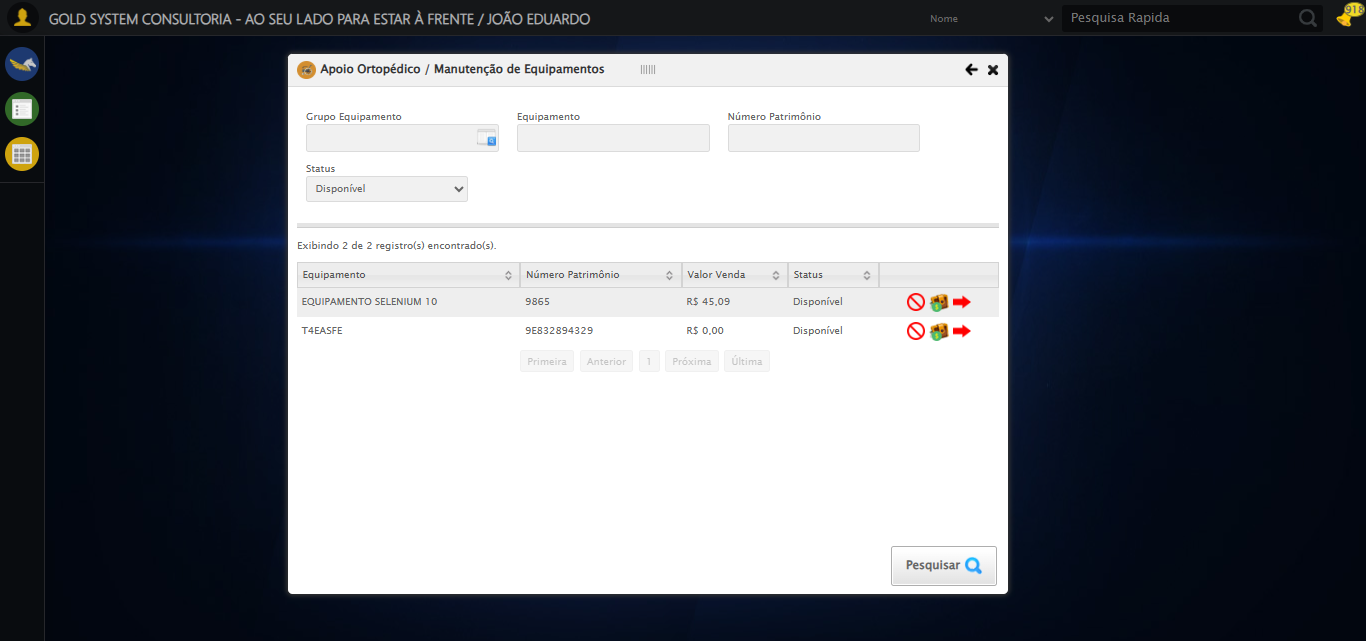 GOLD SYSTEM CONSULTORIA - AO SEU LADO PARA ESTAR À FRENTE / JOÃO EDUARDO
Nome
Pesquisa Rapida
918
Apoio Ortopédico / Manutenção de Equipamentos
Grupo Equipamento
Equipamento
Número Patrimônio
Status
Disponível
Exibindo 2 de 2 registro(s) encontrado(s).
Equipamento Número Patrimônio Valor Venda Status
EQUIPAMENTO SELENIUM 10 9865 R$ 45,09 Disponível
T4EASFE 9E832894329 R$ 0,00 Disponível
Primeira Anterior 1 Próxima Última
Pesquisar